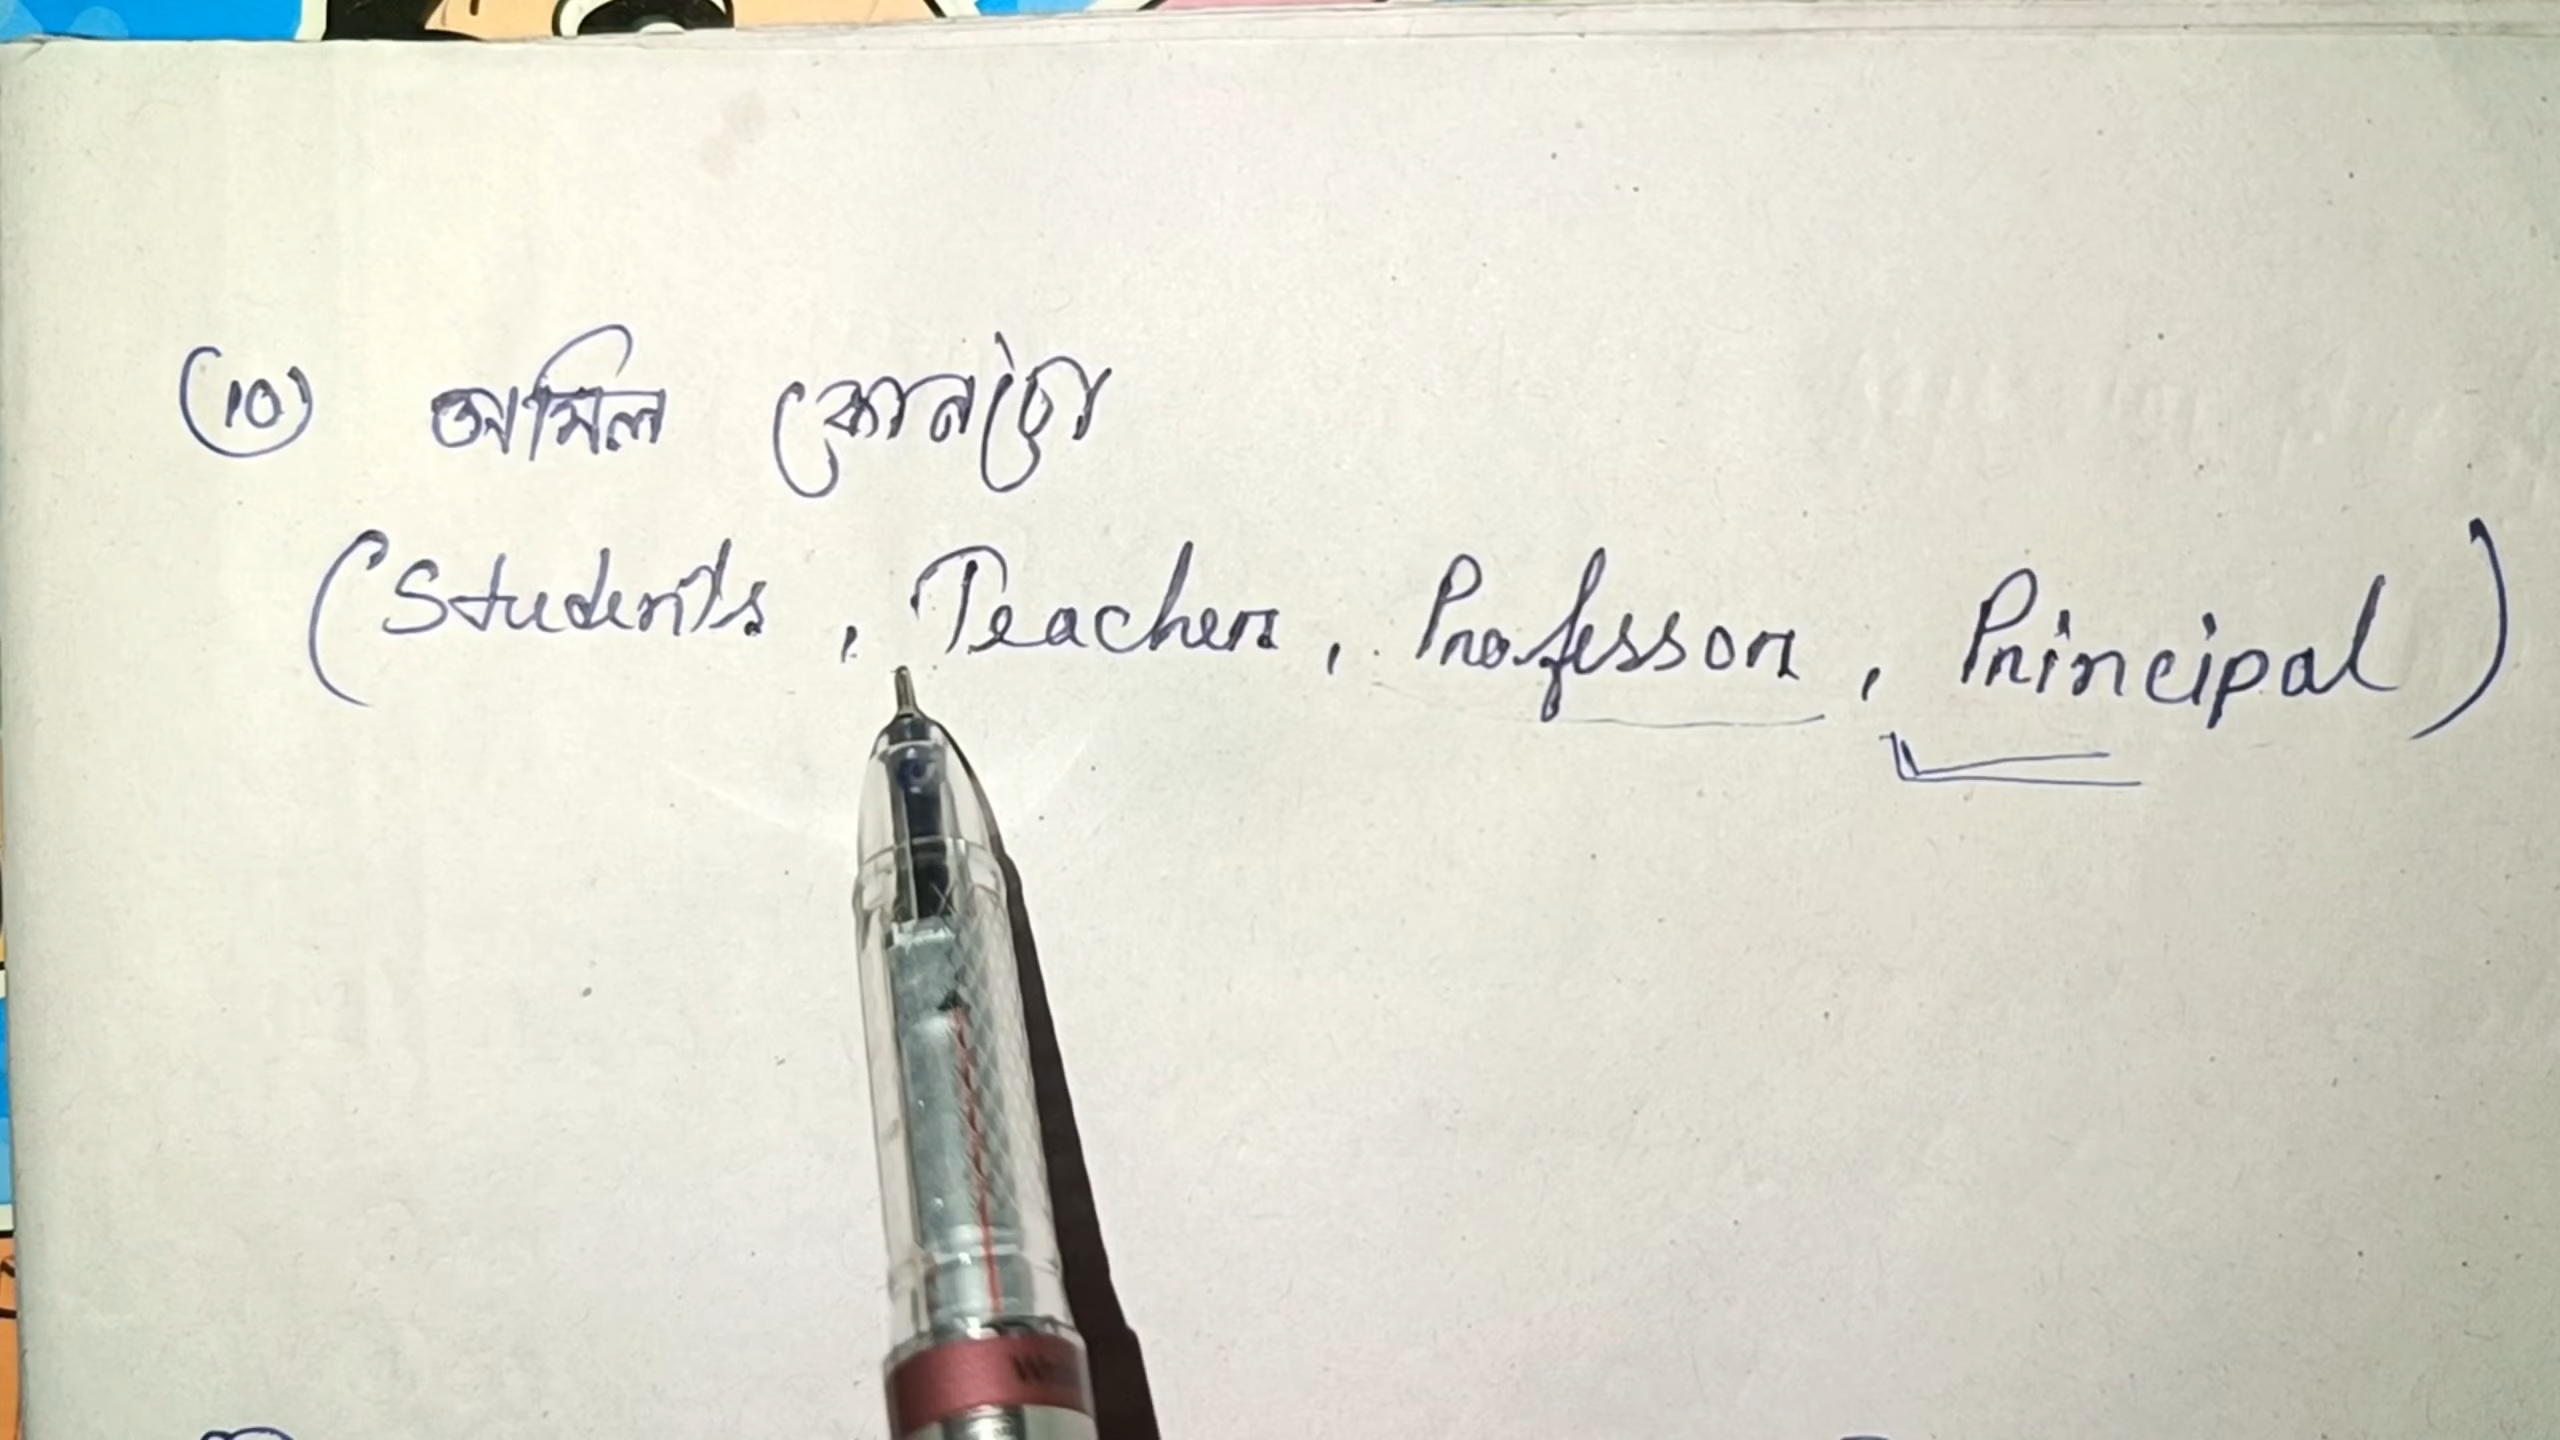 (10) অমিল কোনটো
(Students, Teacher, Professor, Principal)